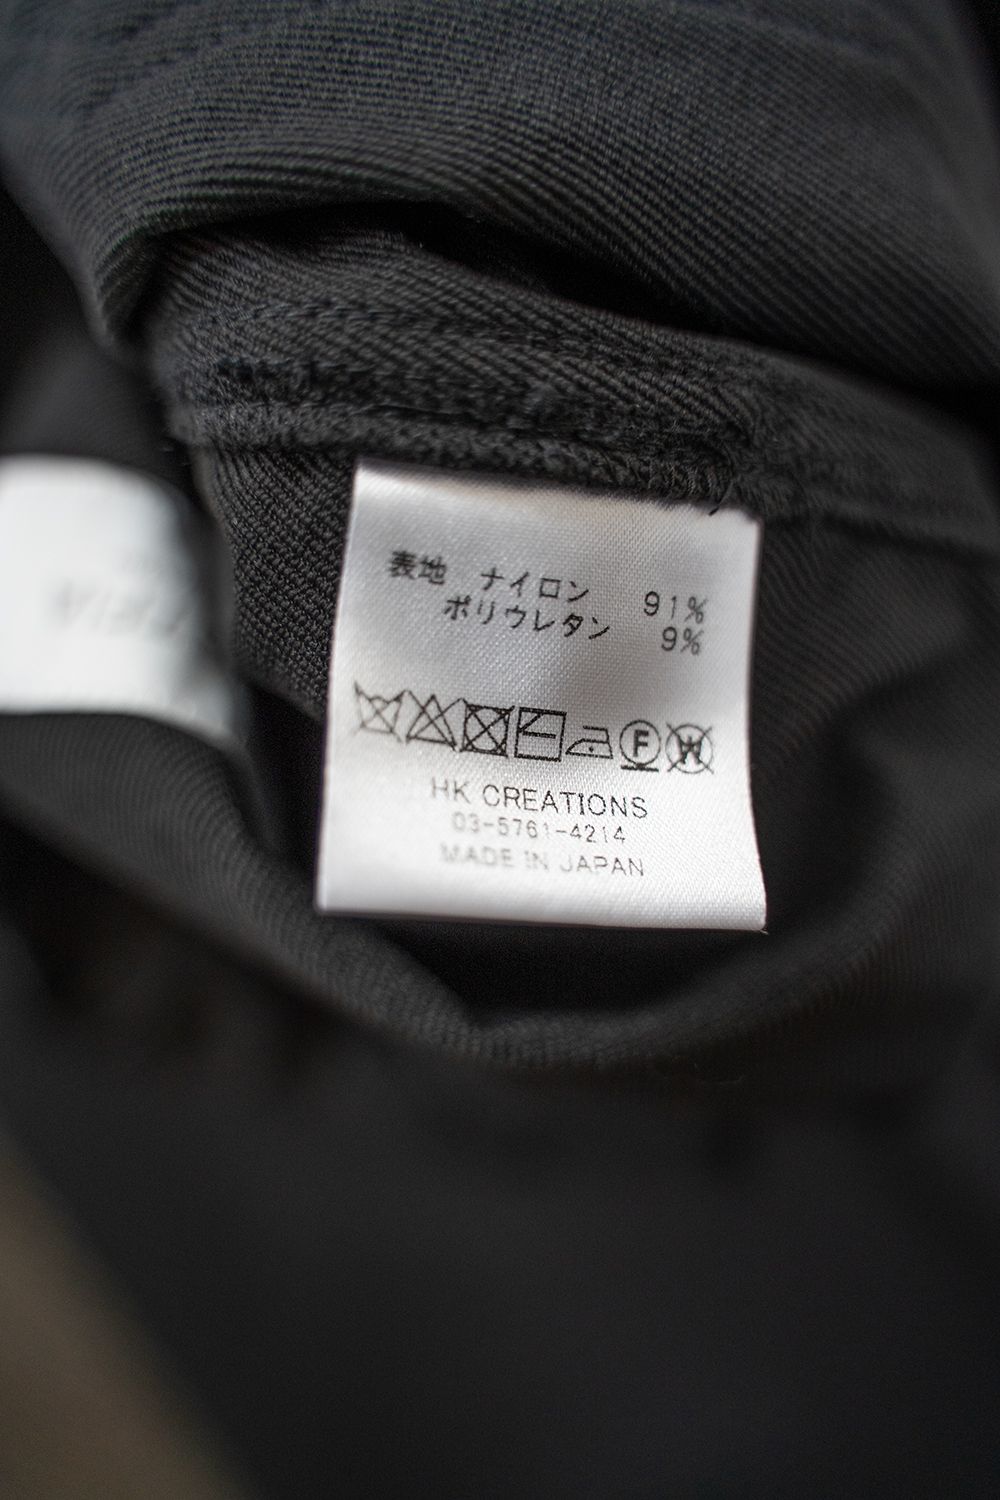 表地 ナイロン 91%
ポリウレタン 9%
F W
HK CREATIONS
03-5761-4214
MADE IN JAPAN